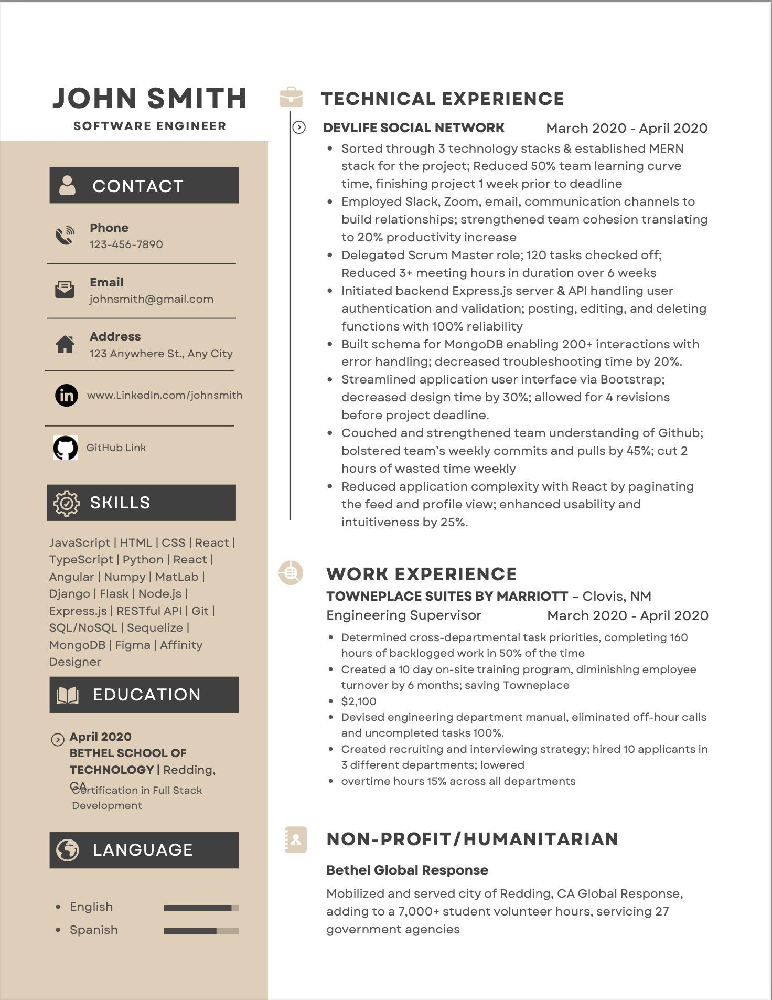 JOHN SMITH
SOFTWARE ENGINEER
CONTACT
Phone
123-456-7890
Email
johnsmith@gmail.com
Address
123 Anywhere St., Any City
in
www.LinkedIn.com/johnsmith
GitHub Link
SKILLS
JavaScript | HTML | CSS | React |
TypeScript | Python | React |
Angular | Numpy | MatLab |
Django | Flask | Node.js |
Express.js | RESTful API | Git |
SQL/NoSQL | Sequelize |
MongoDB | Figma | Affinity
Designer
EDUCATION
April 2020
BETHEL SCHOOL OF
TECHNOLOGY | Redding,
CA
Certification in Full Stack
Development
LANGUAGE
• English
• Spanish
TECHNICAL EXPERIENCE
DEVLIFE SOCIAL NETWORK March 2020 - April 2020
• Sorted through 3 technology stacks & established MERN
stack for the project; Reduced 50% team learning curve
time, finishing project 1 week prior to deadline
• Employed Slack, Zoom, email, communication channels to
build relationships; strengthened team cohesion translating
to 20% productivity increase
• Delegated Scrum Master role; 120 tasks checked off;
Reduced 3+ meeting hours in duration over 6 weeks
• Initiated backend Express.js server & API handling user
authentication and validation; posting, editing, and deleting
functions with 100% reliability
• Built schema for MongoDB enabling 200+ interactions with
error handling; decreased troubleshooting time by 20%.
• Streamlined application user interface via Bootstrap;
decreased design time by 30%; allowed for 4 revisions
before project deadline.
• Couched and strengthened team understanding of Github;
bolstered team’s weekly commits and pulls by 45%; cut 2
hours of wasted time weekly
• Reduced application complexity with React by paginating
the feed and profile view; enhanced usability and
intuitiveness by 25%.
WORK EXPERIENCE
TOWNEPLACE SUITES BY MARRIOTT – Clovis, NM
Engineering Supervisor March 2020 - April 2020
• Determined cross-departmental task priorities, completing 160
hours of backlogged work in 50% of the time
• Created a 10 day on-site training program, diminishing employee
turnover by 6 months; saving Towneplace
• $2,100
• Devised engineering department manual, eliminated off-hour calls
and uncompleted tasks 100%.
• Created recruiting and interviewing strategy; hired 10 applicants in
3 different departments; lowered
• overtime hours 15% across all departments
NON-PROFIT/HUMANITARIAN
Bethel Global Response
Mobilized and served city of Redding, CA Global Response,
adding to a 7,000+ student volunteer hours, servicing 27
government agencies